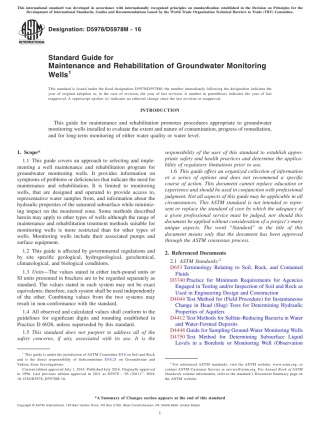 This international standard was developed in accordance with internationally recognized principles on standardization established in the Decision on Principles for the
Development of International Standards, Guides and Recommendations issued by the World Trade Organization Technical Barriers to Trade (TBT) Committee.
Designation: D5978/D5978M − 16
Standard Guide for
Maintenance and Rehabilitation of Groundwater Monitoring
Wells1
This standard is issued under the fixed designation D5978/D5978M; the number immediately following the designation indicates the
year of original adoption or, in the case of revision, the year of last revision. A number in parentheses indicates the year of last
reapproval. A superscript epsilon (ε) indicates an editorial change since the last revision or reapproval.
INTRODUCTION
This guide for maintenance and rehabilitation promotes procedures appropriate to groundwater
monitoring wells installed to evaluate the extent and nature of contamination, progress of remediation,
and for long-term monitoring of either water quality or water level.
1. Scope*
1.1 This guide covers an approach to selecting and imple-
menting a well maintenance and rehabilitation program for
groundwater monitoring wells. It provides information on
symptoms of problems or deficiencies that indicate the need for
maintenance and rehabilitation. It is limited to monitoring
wells, that are designed and operated to provide access to,
representative water samples from, and information about the
hydraulic properties of the saturated subsurface while minimiz-
ing impact on the monitored zone. Some methods described
herein may apply to other types of wells although the range of
maintenance and rehabilitation treatment methods suitable for
monitoring wells is more restricted than for other types of
wells. Monitoring wells include their associated pumps and
surface equipment.
1.2 This guide is affected by governmental regulations and
by site specific geological, hydrogeological, geochemical,
climatological, and biological conditions.
1.3 Units—The values stated in either inch-pound units or
SI units presented in brackets are to be regarded separately as
standard. The values stated in each system may not be exact
equivalents; therefore, each system shall be used independently
of the other. Combining values from the two systems may
result in non-conformance with the standard.
1.4 All observed and calculated values shall conform to the
guidelines for significant digits and rounding established in
Practice D 6026, unless superseded by this standard.
1.5 This standard does not purport to address all of the
safety concerns, if any, associated with its use. It is the
responsibility of the user of this standard to establish appro-
priate safety and health practices and determine the applica-
bility of regulatory limitations prior to use.
1.6 This guide offers an organized collection of information
or a series of options and does not recommend a specific
course of action. This document cannot replace education or
experience and should be used in conjunction with professional
judgment. Not all aspects of this guide may be applicable in all
circumstances. This ASTM standard is not intended to repre-
sent or replace the standard of care by which the adequacy of
a given professional service must be judged, nor should this
document be applied without consideration of a project's many
unique aspects. The word "Standard" in the title of this
document means only that the document has been approved
through the ASTM consensus process.
2. Referenced Documents
2.1 ASTM Standards:2
D653 Terminology Relating to Soil, Rock, and Contained
Fluids
D3740 Practice for Minimum Requirements for Agencies
Engaged in Testing and/or Inspection of Soil and Rock as
Used in Engineering Design and Construction
D4044 Test Method for (Field Procedure) for Instantaneous
Change in Head (Slug) Tests for Determining Hydraulic
Properties of Aquifers
D4412 Test Methods for Sulfate-Reducing Bacteria in Water
and Water-Formed Deposits
D4448 Guide for Sampling Ground-Water Monitoring Wells
D4750 Test Method for Determining Subsurface Liquid
Levels in a Borehole or Monitoring Well (Observation
1 This guide is under the jurisdiction of ASTM Committee D18 on Soil and Rock
and is the direct responsibility of Subcommittee D18.21 on Groundwater and
Vadose Zone Investigations.
Current edition approved July 1, 2016. Published July 2016. Originally approved
in 1996. Last previous edition approved in 2011 as D5978 – 96 (2011)ε1. DOI:
10.1520/D5978_D5978M-16.
2 For referenced ASTM standards, visit the ASTM website, www.astm.org, or
contact ASTM Customer Service at service@astm.org. For Annual Book of ASTM
Standards volume information, refer to the standard's Document Summary page on
the ASTM website.
*A Summary of Changes section appears at the end of this standard
Copyright © ASTM International, 100 Barr Harbor Drive, PO Box C700, West Conshohocken, PA 19428-2959. United States
1